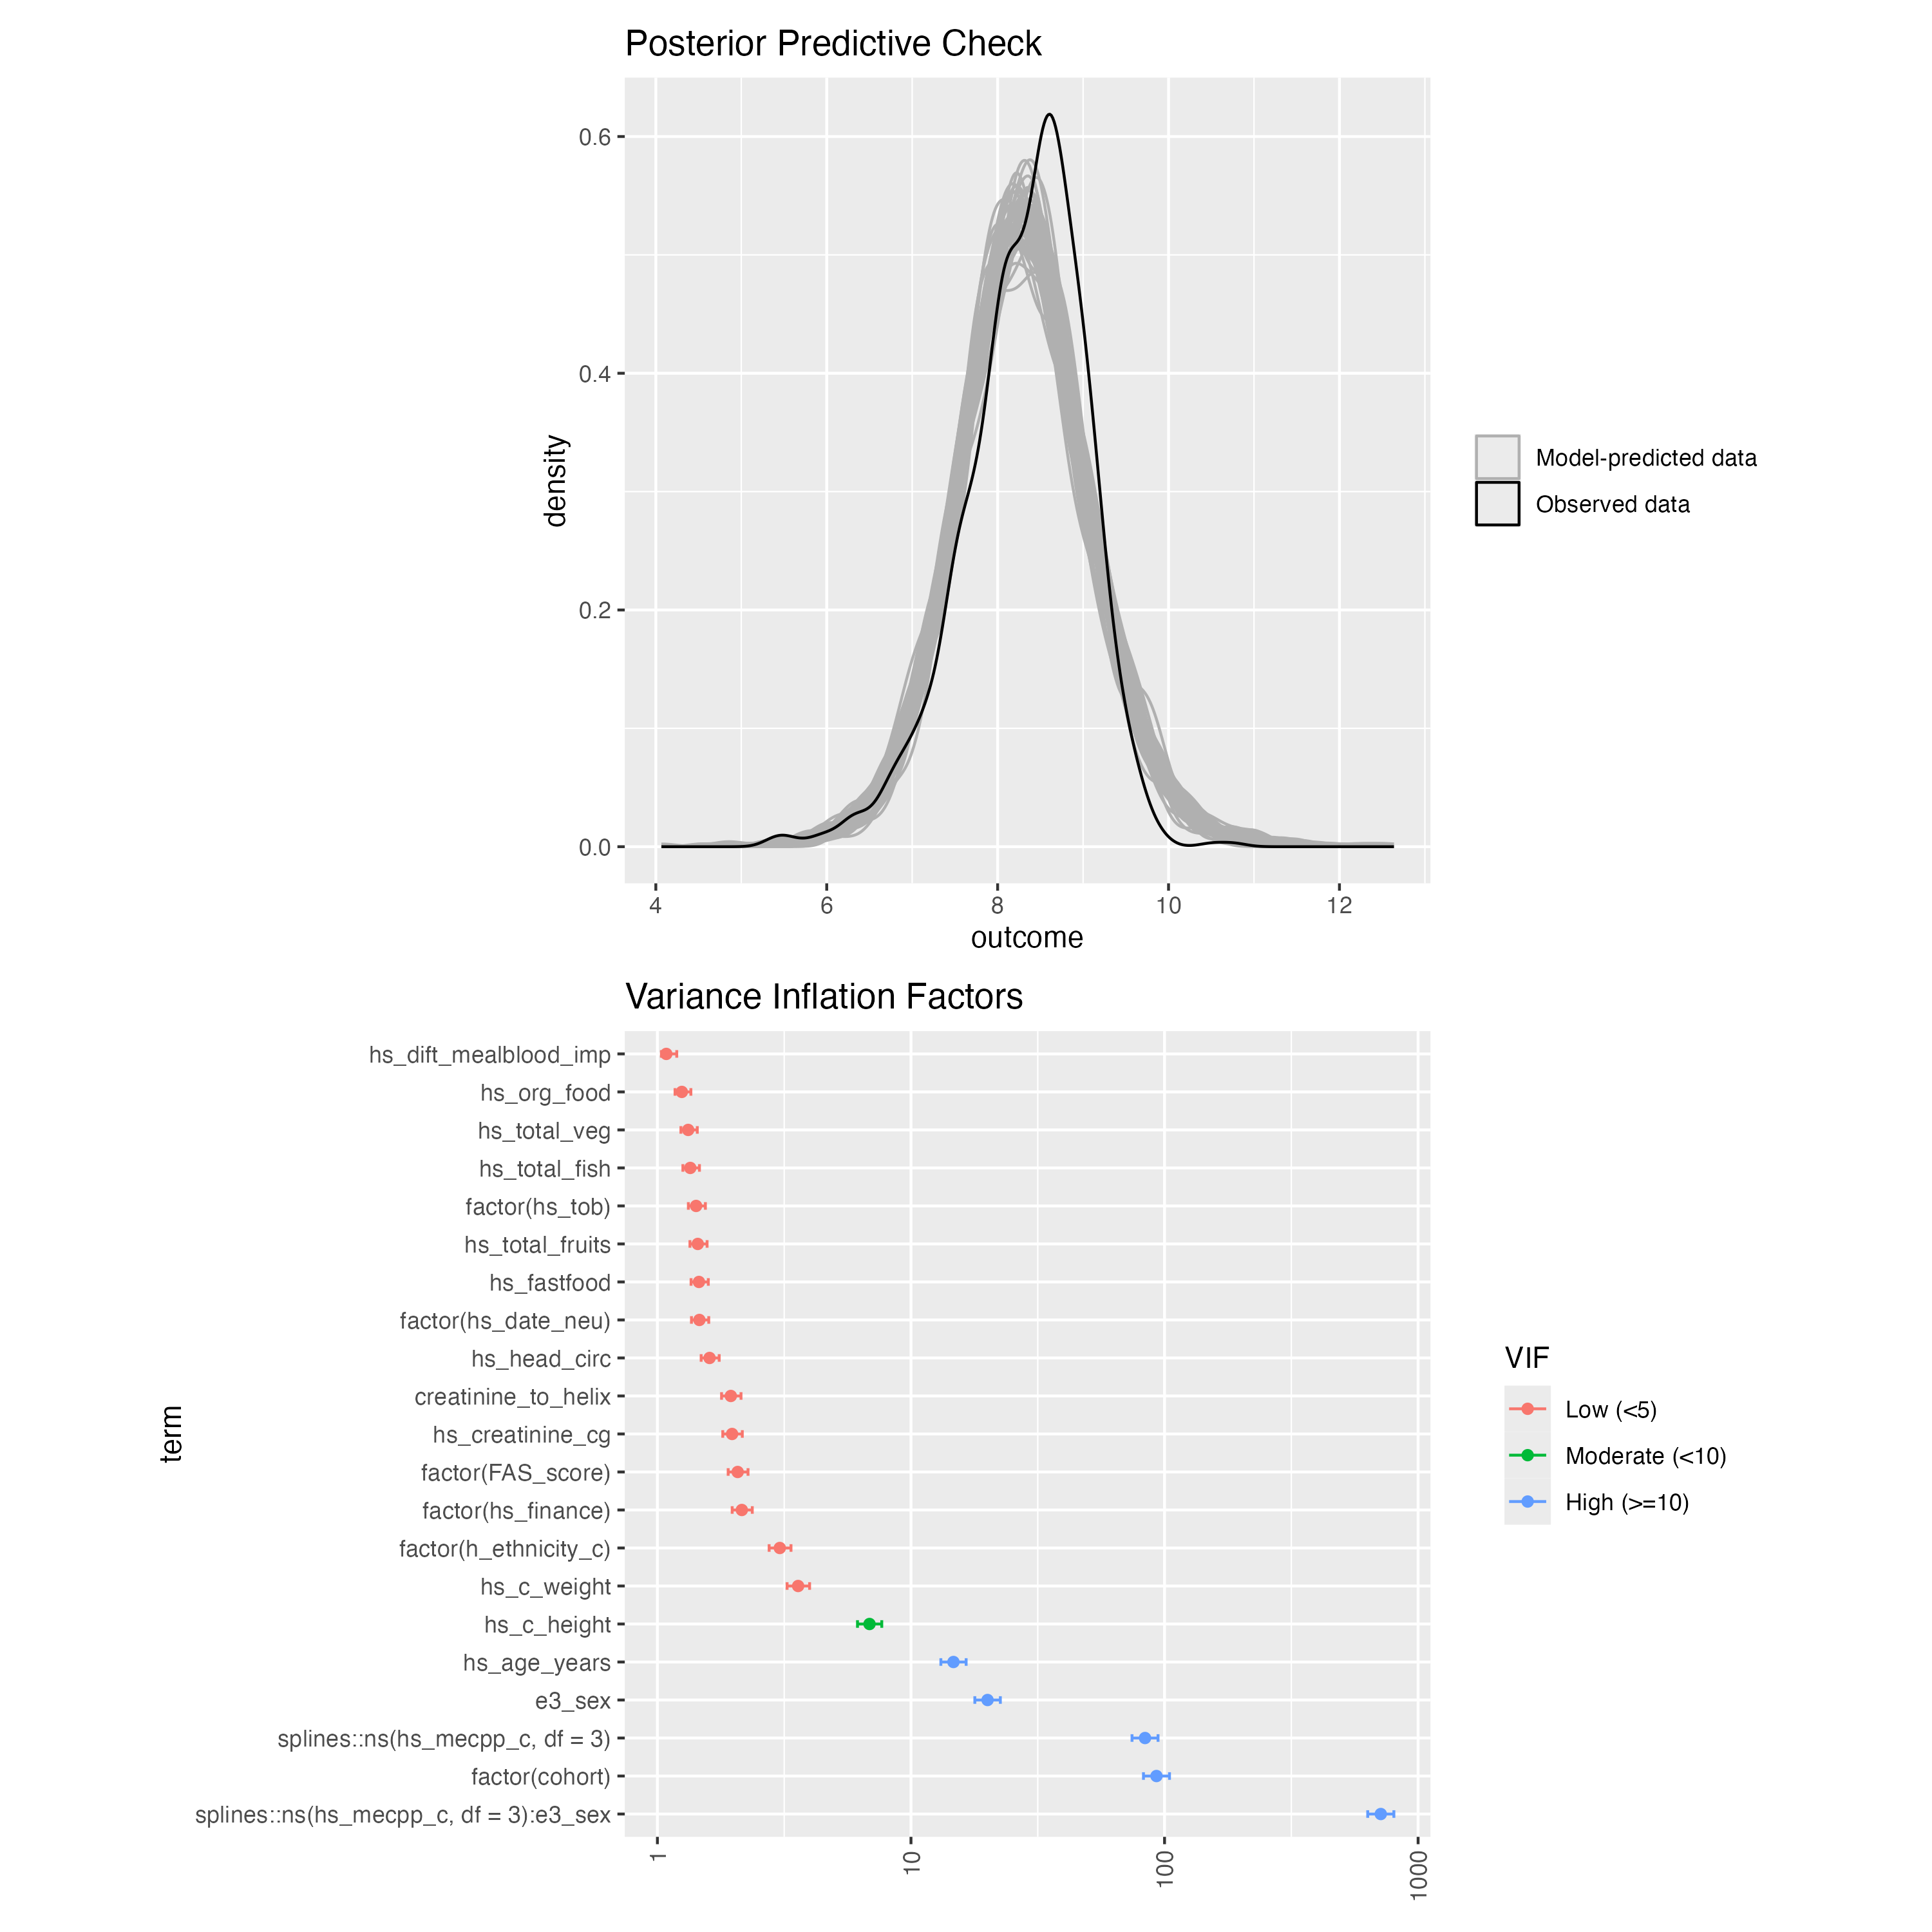 Posterior Predictive Check
0.6
0.4
0.2
0.0
density
4 6 8 10 12
outcome
Model-predicted data
Observed data
Variance Inflation Factors
term
hs_dift_mealblood_imp
hs_org_food
hs_total_veg
hs_total_fish
factor(hs_tob)
hs_total_fruits
hs_fastfood
factor(hs_date_neu)
hs_head_circ
creatinine_to_helix
hs_creatinine_cg
factor(FAS_score)
factor(hs_finance)
factor(h_ethnicity_c)
hs_c_weight
hs_c_height
hs_age_years
e3_sex
splines::ns(hs_mecpp_c, df = 3)
factor(cohort)
splines::ns(hs_mecpp_c, df = 3):e3_sex
1 10 100 1000
VIF
Low (<5)
Moderate (<10)
High (>=10)